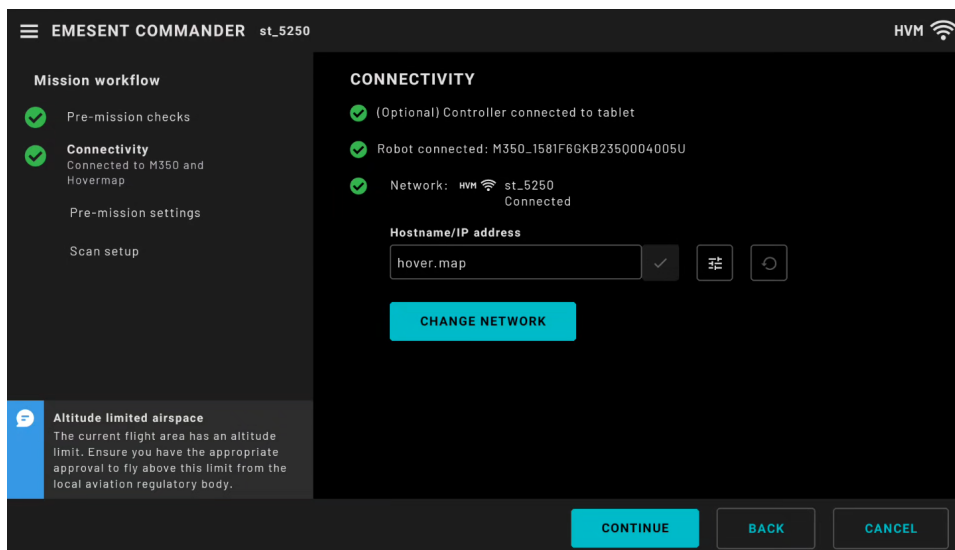 EMESENT COMMANDER st_5250
HVM
Mission workflow
Pre-mission checks
Connectivity
Connected to M350 and
Hovermap
Pre-mission settings
Scan setup
Altitude limited airspace
The current flight area has an altitude
limit. Ensure you have the appropriate
approval to fly above this limit from the
local aviation regulatory body.
CONNECTIVITY
(Optional) Controller connected to tablet
Robot connected: M350_1581F6GKB235Q004005U
Network: HVM st_5250
Connected
Hostname/IP address
hover.map
CHANGE NETWORK
CONTINUE
BACK
CANCEL